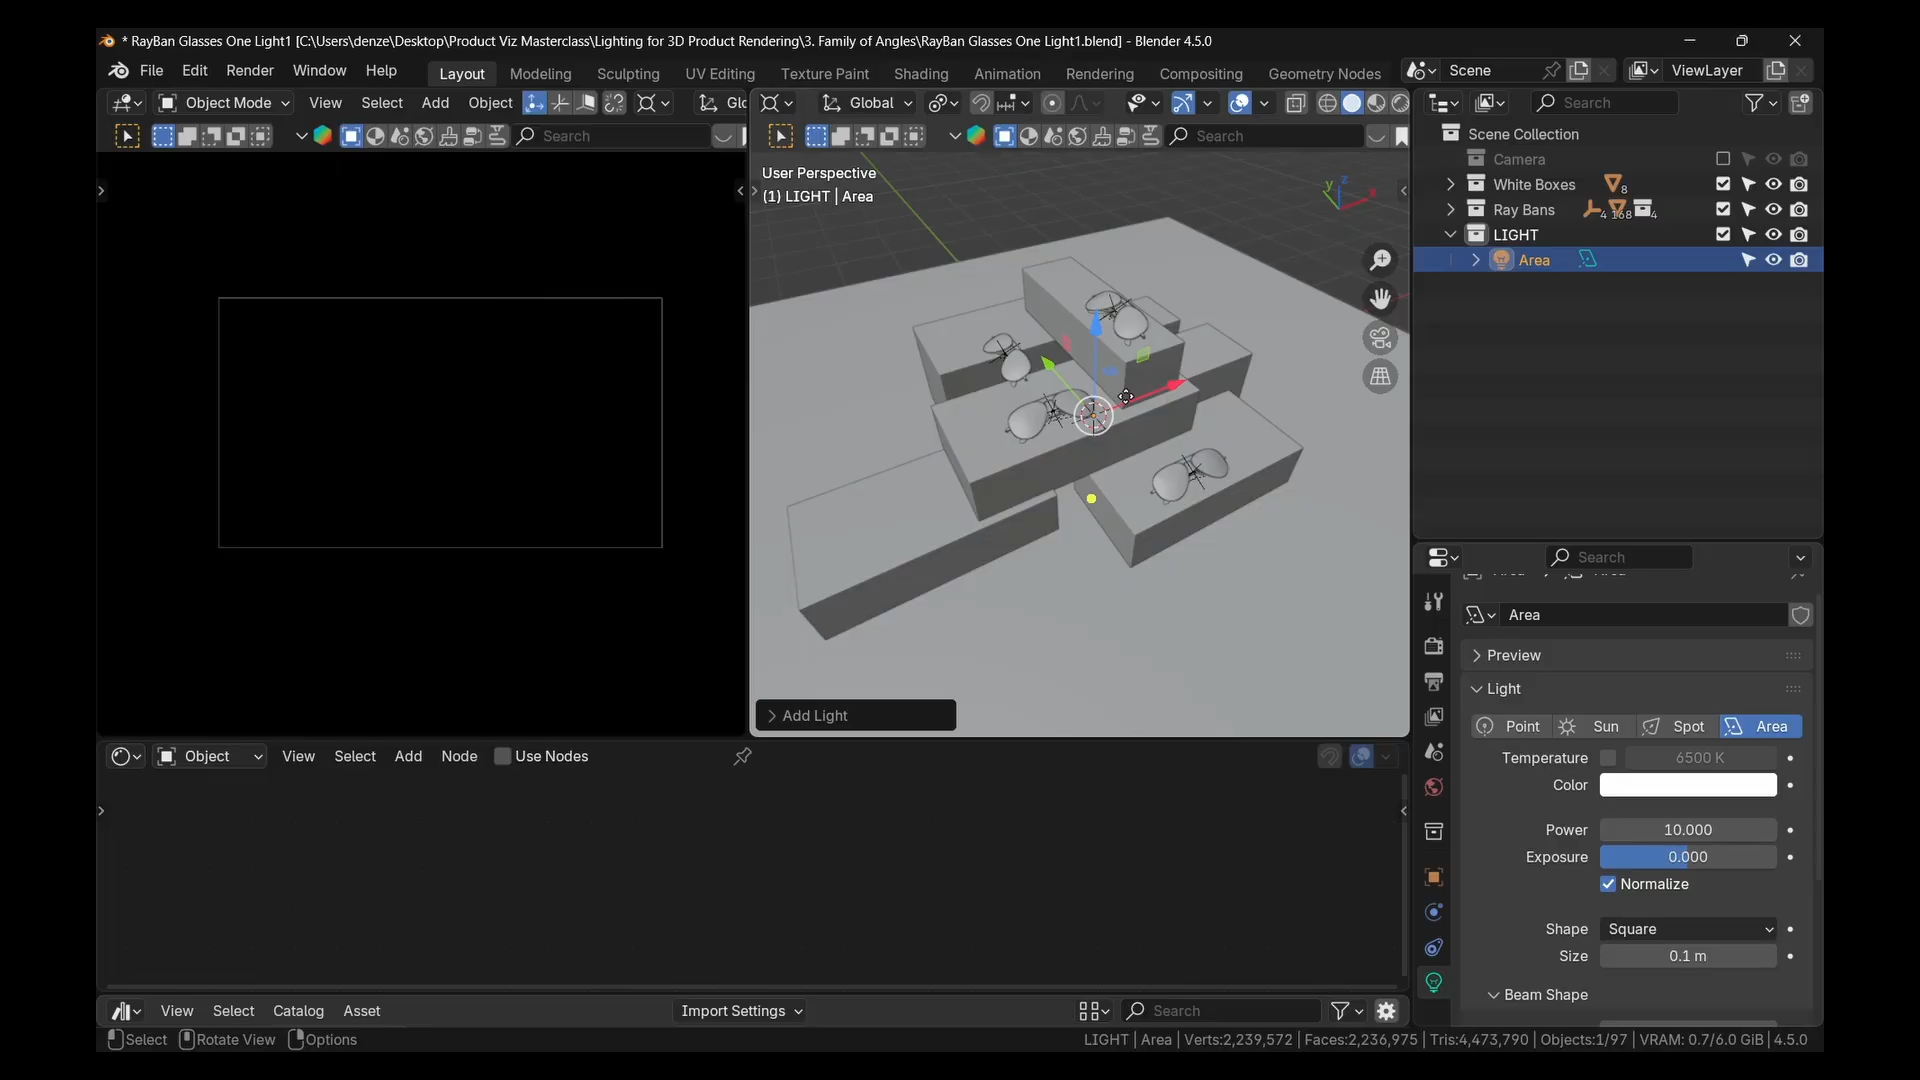 * RayBan Glasses One Light1 [C:\Users\denze\Desktop\Product Viz Masterclass\Lighting for 3D Product Rendering\3. Family of Angles\RayBan Glasses One Light1.blend] - Blender 4.5.0
File Edit Render Window Help Layout Modeling Sculpting UV Editing Texture Paint Shading Animation Rendering Compositing Geometry Nodes Scene ViewLayer
Object Mode View Select Add Object Glo Global Search
Search Search
User Perspective
(1) LIGHT | Area
y z x
Add Light
Scene Collection
Camera
White Boxes 8
Ray Bans 4 168 4
LIGHT
Area
Search
Area
Preview
Light
Point Sun Spot Area
Temperature 6500 K
Color
Power 10.000
Exposure 0.000
Normalize
Shape Square
Size 0.1 m
Beam Shape
Object View Select Add Node Use Nodes
View Select Catalog Asset Import Settings Search
Select Rotate View Options LIGHT | Area | Verts:2,239,572 | Faces:2,236,975 | Tris:4,473,790 | Objects:1/97 | VRAM: 0.7/6.0 GiB | 4.5.0